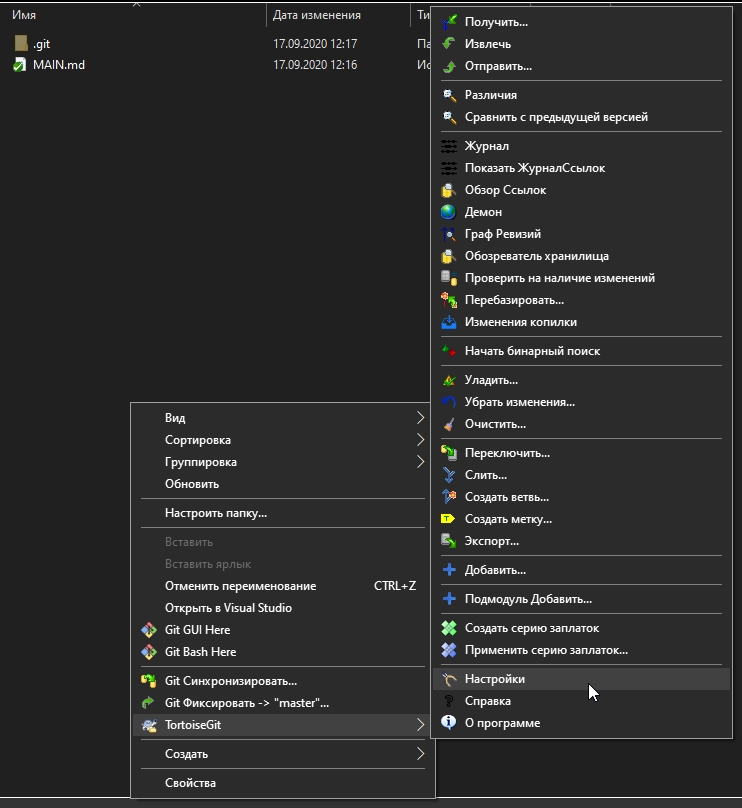 Имя
Дата изменения
Ти
.git
17.09.2020 12:17
Па
MAIN.md
17.09.2020 12:16
Ис
Получить...
Извлечь
Отправить...
Различия
Сравнить с предыдущей версией
Журнал
Показать ЖурналСсылок
Обзор Ссылок
Демон
Граф Ревизий
Обозреватель хранилища
Проверить на наличие изменений
Перебазировать...
Изменения копилки
Начать бинарный поиск
Уладить...
Убрать изменения...
Очистить...
Переключить...
Слить...
Создать ветвь...
Создать метку...
Экспорт...
Добавить...
Подмодуль Добавить...
Создать серию заплаток
Применить серию заплаток...
Настройки
Справка
О программе
Вид
Сортировка
Группировка
Обновить
Настроить папку...
Вставить
Вставить ярлык
Отменить переименование CTRL+Z
Открыть в Visual Studio
Git GUI Here
Git Bash Here
Git Синхронизировать...
Git Фиксировать -> "master"...
TortoiseGit
Создать
Свойства